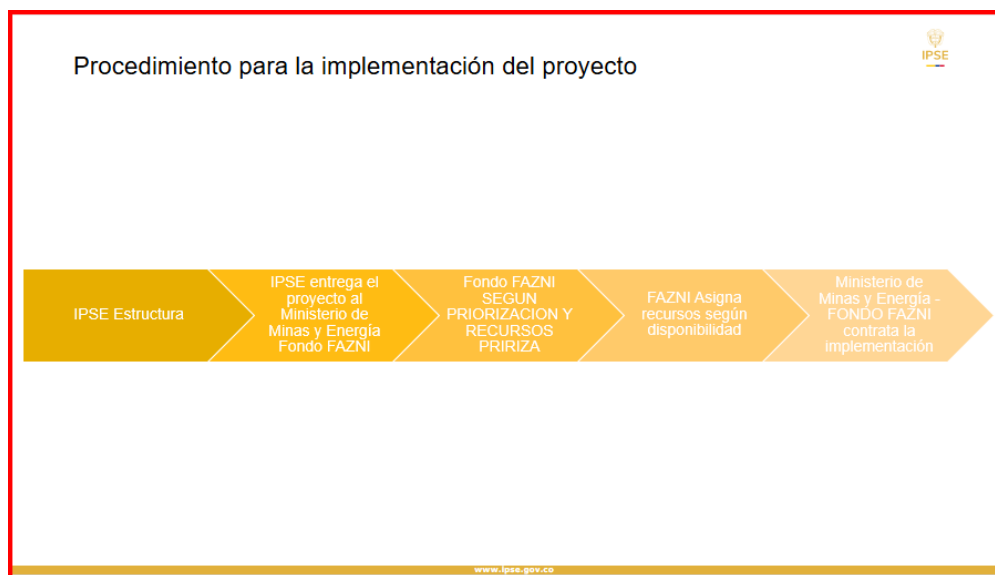 IPSE
Procedimiento para la implementación del proyecto
IPSE Estructura
IPSE entrega el
proyecto al
Ministerio de
Minas y Energía
Fondo FAZNI
Fondo FAZNI
SEGUN
PRIORIZACION Y
RECURSOS
PRIRIZA
FAZNI Asigna
recursos según
disponibilidad
Ministerio de
Minas y Energía -
FONDO FAZNI
contrata la
implementación
www.ipse.gov.co